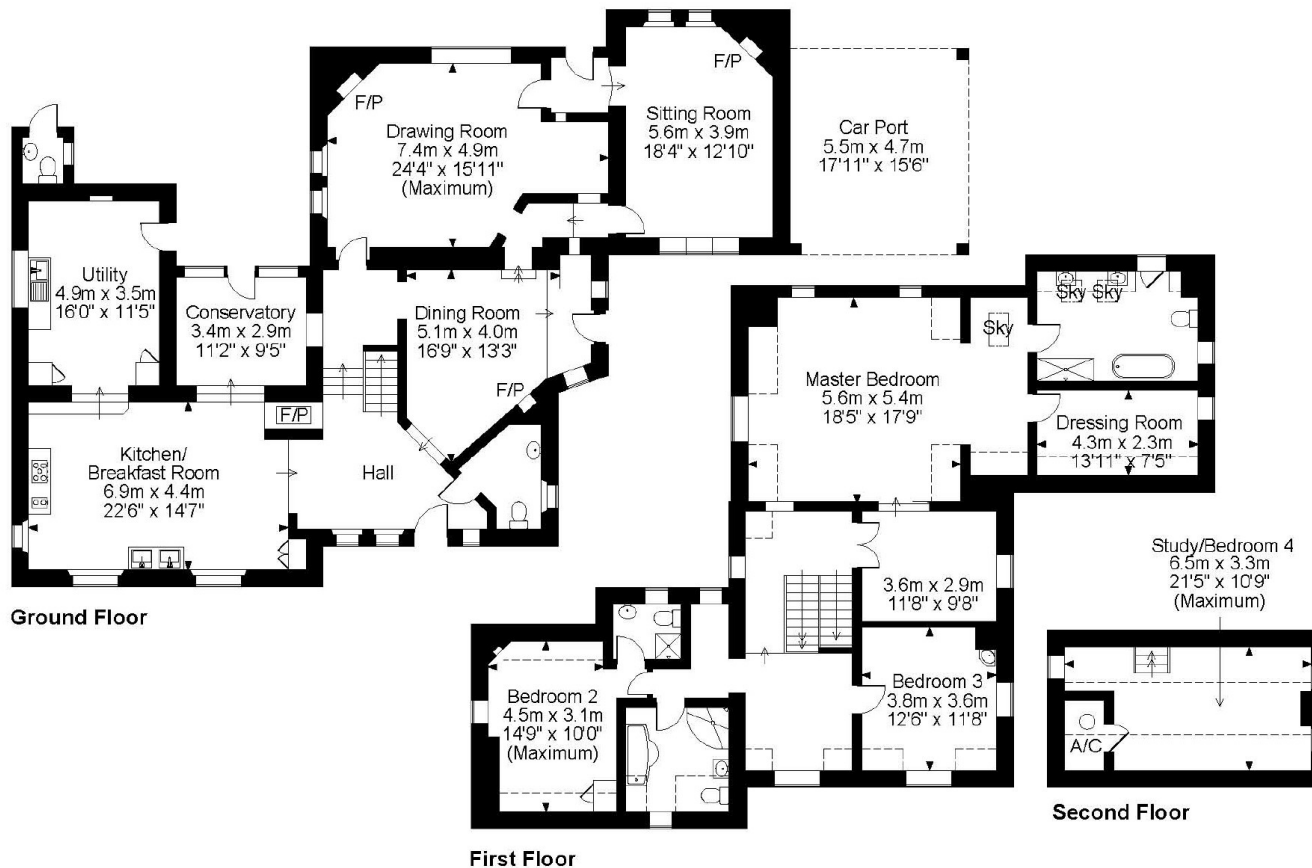 F/P
Drawing Room
7.4m x 4.9m
24'4" x 15'11"
(Maximum)
F/P
Sitting Room
5.6m x 3.9m
18'4" x 12'10"
Car Port
5.5m x 4.7m
17'11" x 15'6"
Utility
4.9m x 3.5m
16'0" x 11'5"
Conservatory
3.4m x 2.9m
11'2" x 9'5"
Dining Room
5.1m x 4.0m
16'9" x 13'3"
F/P
F/P
Kitchen/
Breakfast Room
6.9m x 4.4m
22'6" x 14'7"
Hall
Ground Floor
Sky Sky
Sky
Master Bedroom
5.6m x 5.4m
18'5" x 17'9"
Dressing Room
4.3m x 2.3m
13'11" x 7'5"
3.6m x 2.9m
11'8" x 9'8"
Bedroom 2
4.5m x 3.1m
14'9" x 10'0"
(Maximum)
Bedroom 3
3.8m x 3.6m
12'6" x 11'8"
First Floor
Study/Bedroom 4
6.5m x 3.3m
21'5" x 10'9"
(Maximum)
A/C
Second Floor